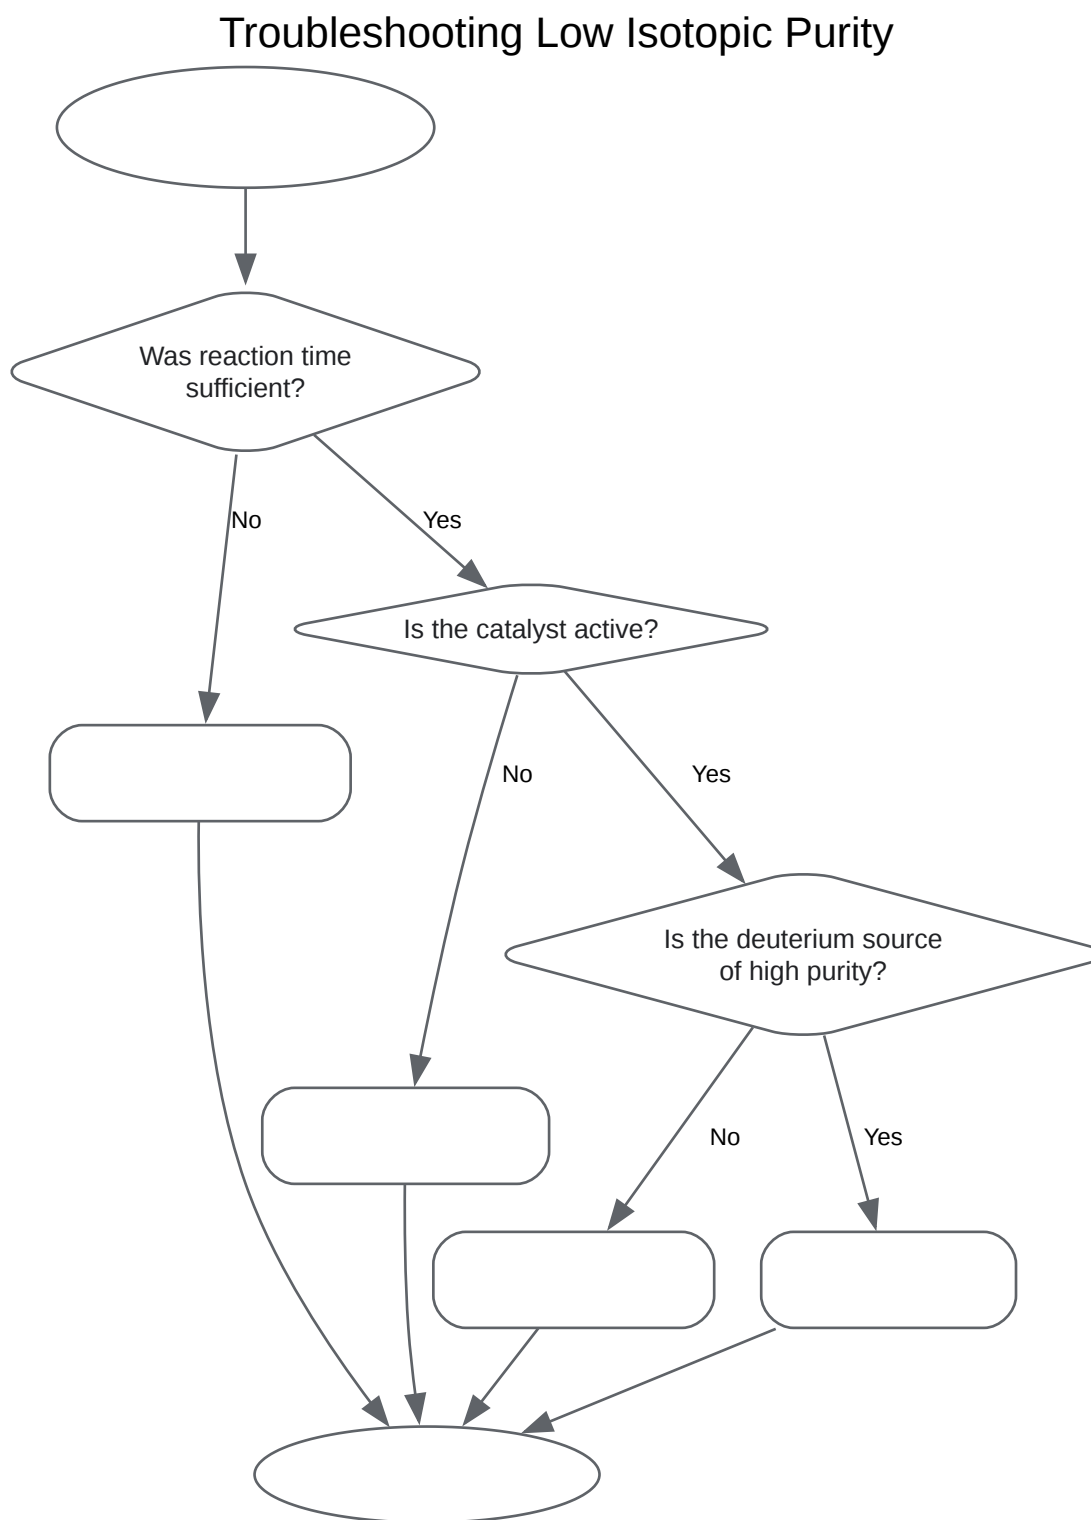 Troubleshooting Low Isotopic Purity
Was reaction time
sufficient?
No
Yes
Is the catalyst active?
No
Yes
Is the deuterium source
of high purity?
No
Yes